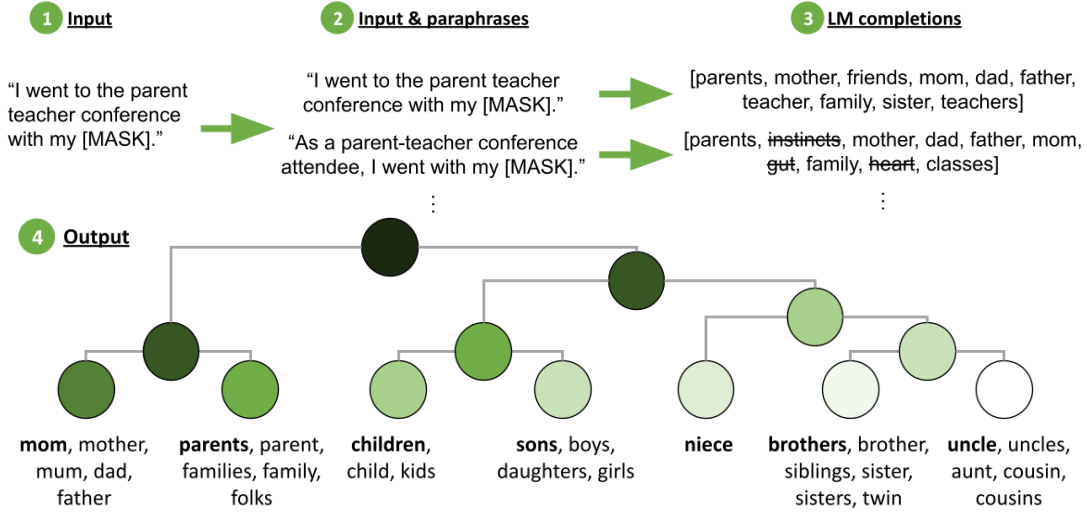 1 Input
2 Input & paraphrases
3 LM completions
“I went to the parent
teacher conference
with my [MASK].”
“I went to the parent teacher
conference with my [MASK].”
“As a parent-teacher conference
attendee, I went with my [MASK].”
⋮
[parents, mother, friends, mom, dad, father,
teacher, family, sister, teachers]
[parents, instincts, mother, dad, father, mom,
gut, family, heart, classes]
⋮
4 Output
mom, mother,
mum, dad,
father
parents, parent,
families, family,
folks
children,
child, kids
sons, boys,
daughters, girls
niece
brothers, brother,
siblings, sister,
sisters, twin
uncle, uncles,
aunt, cousin,
cousins